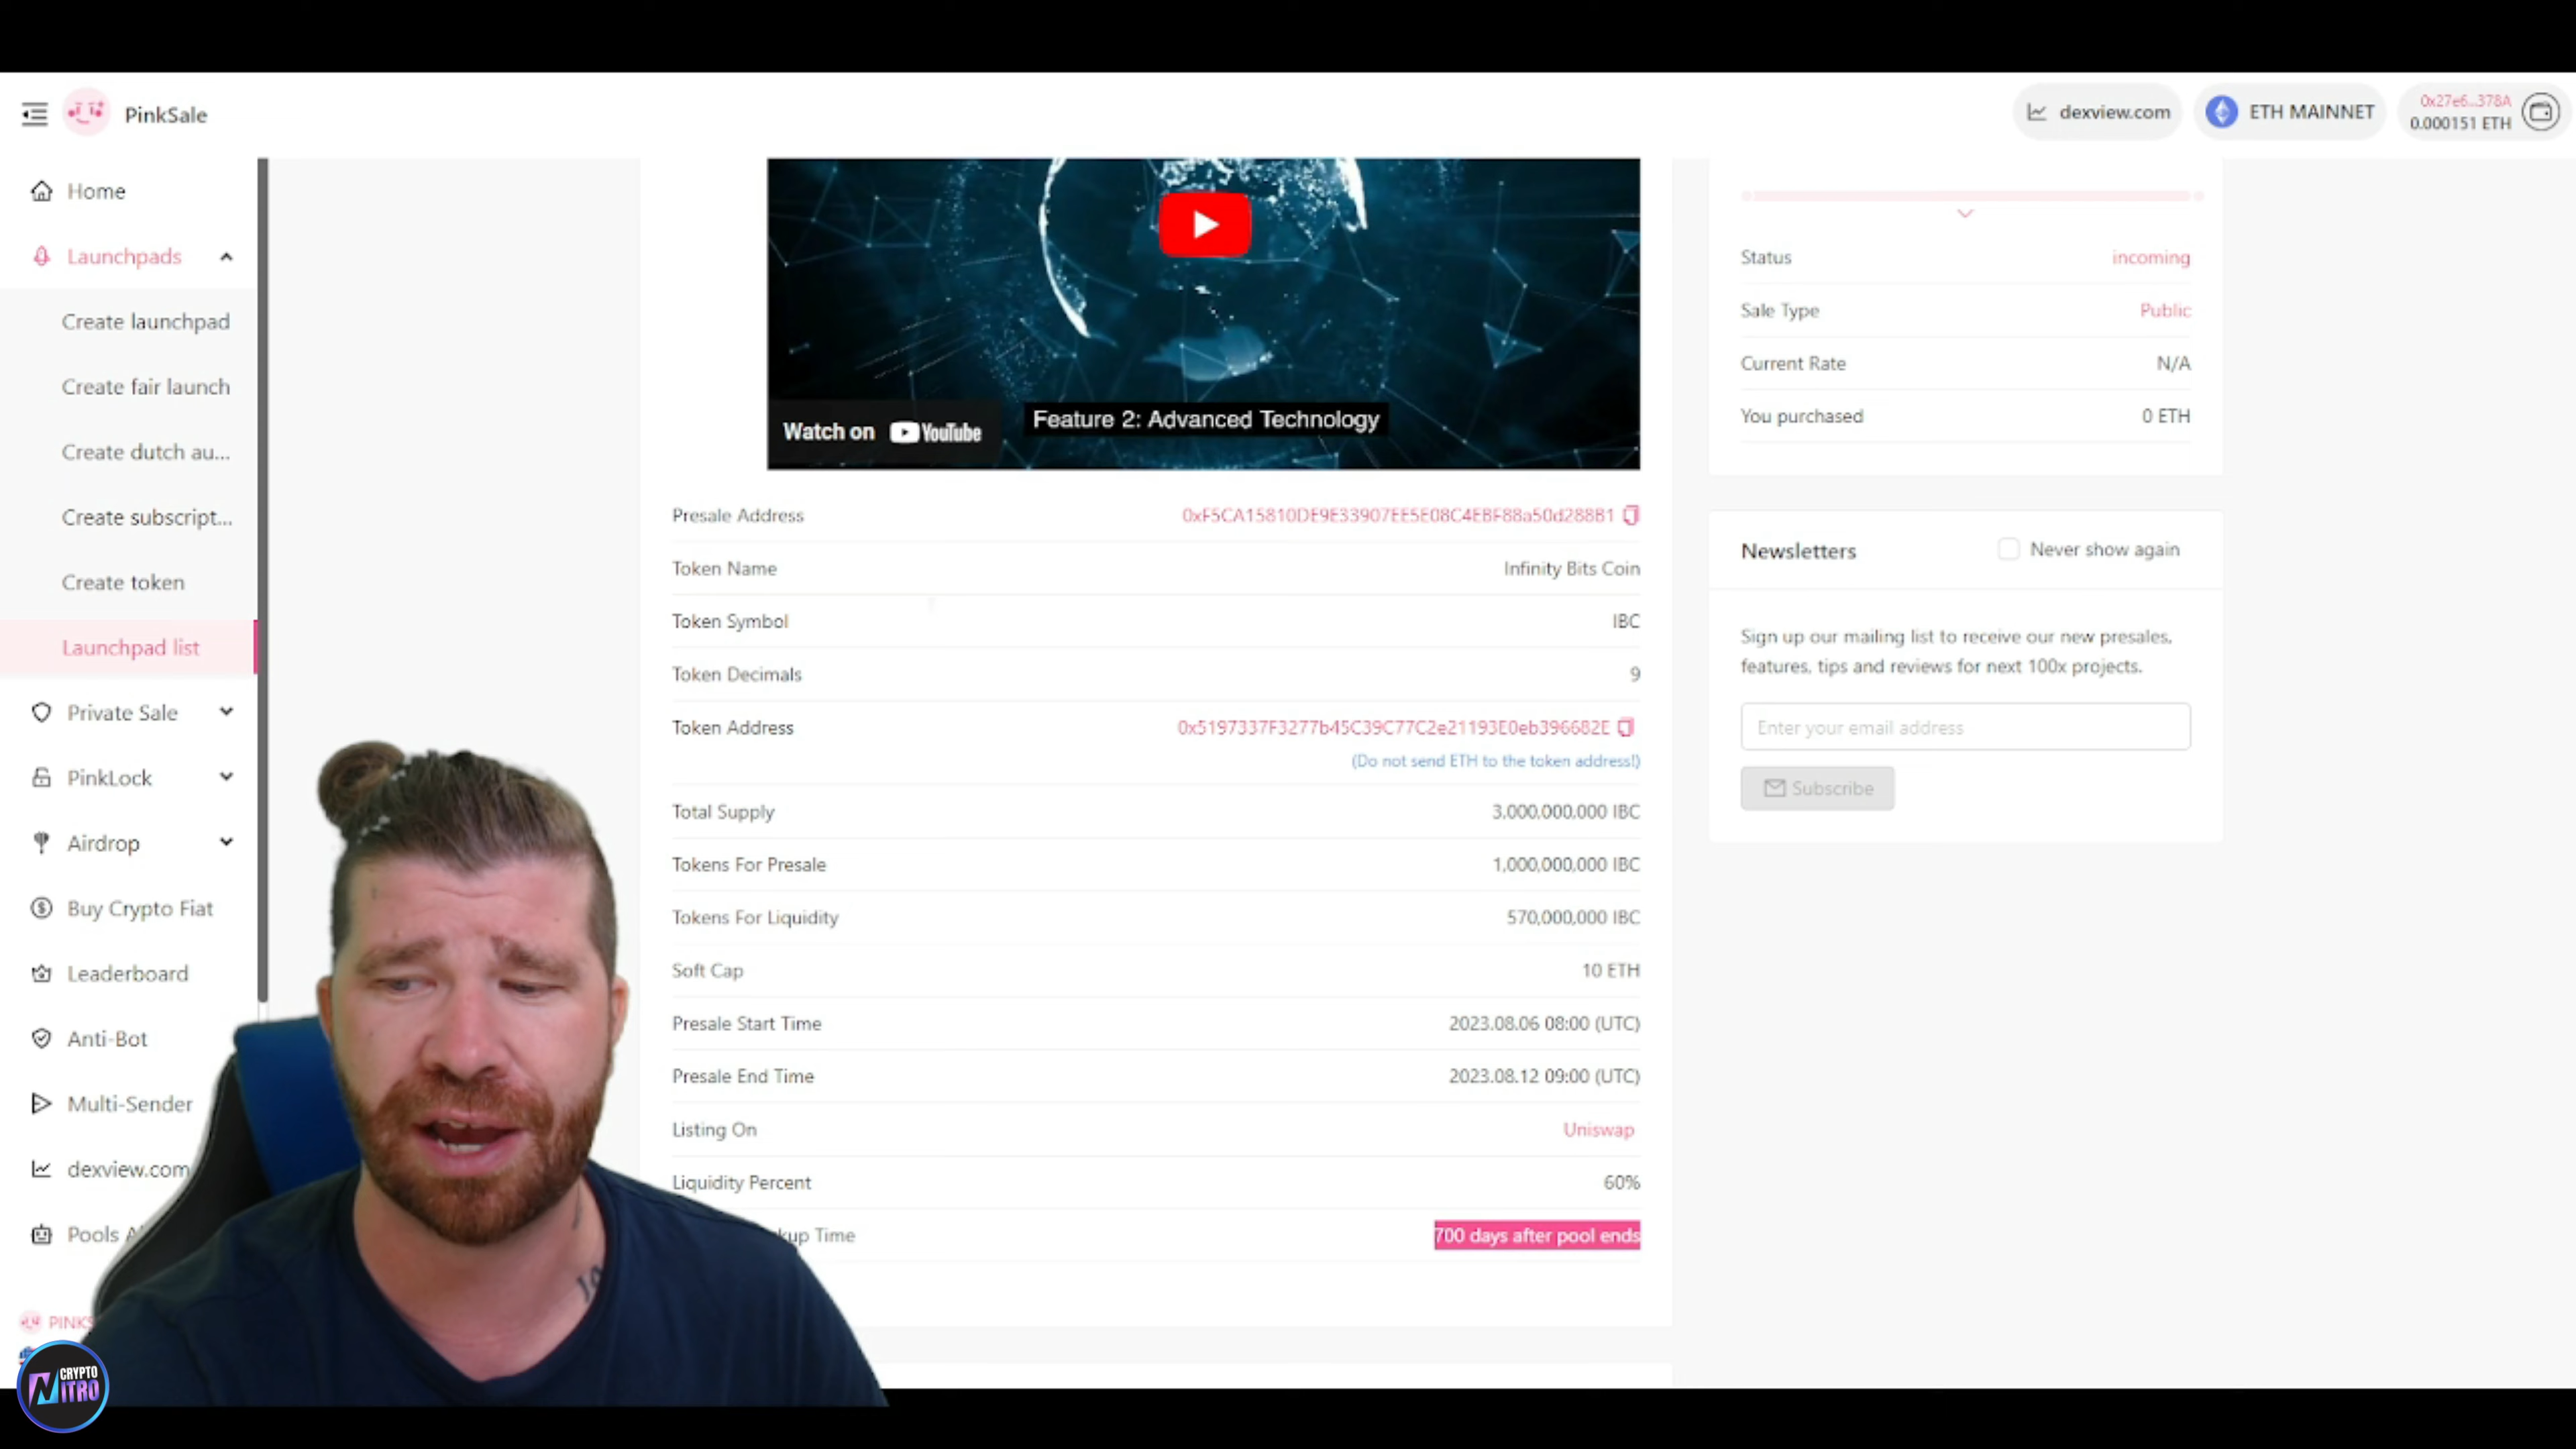 PinkSale
dexview.com
ETH MAINNET
0x27e6...378A
0.000151 ETH
Home
Launchpads
Create launchpad
Create fair launch
Create dutch au...
Create subscript...
Create token
Launchpad list
Private Sale
PinkLock
Airdrop
Buy Crypto Fiat
Leaderboard
Anti-Bot
Multi-Sender
dexview.com
Pools A
PINKS
CRYPTO
NITRO
Watch on YouTube
Feature 2: Advanced Technology
Presale Address 0xF5CA15810DE9E33907EE5E08C4EBF88a50d288B1
Token Name Infinity Bits Coin
Token Symbol IBC
Token Decimals 9
Token Address 0x5197337F3277b45C39C77C2e21193E0eb396682E
(Do not send ETH to the token address!)
Total Supply 3,000,000,000 IBC
Tokens For Presale 1,000,000,000 IBC
Tokens For Liquidity 570,000,000 IBC
Soft Cap 10 ETH
Presale Start Time 2023.08.06 08:00 (UTC)
Presale End Time 2023.08.12 09:00 (UTC)
Listing On Uniswap
Liquidity Percent 60%
kup Time 700 days after pool ends
Status incoming
Sale Type Public
Current Rate N/A
You purchased 0 ETH
Newsletters Never show again
Sign up our mailing list to receive our new presales,
features, tips and reviews for next 100x projects.
Enter your email address
Subscribe